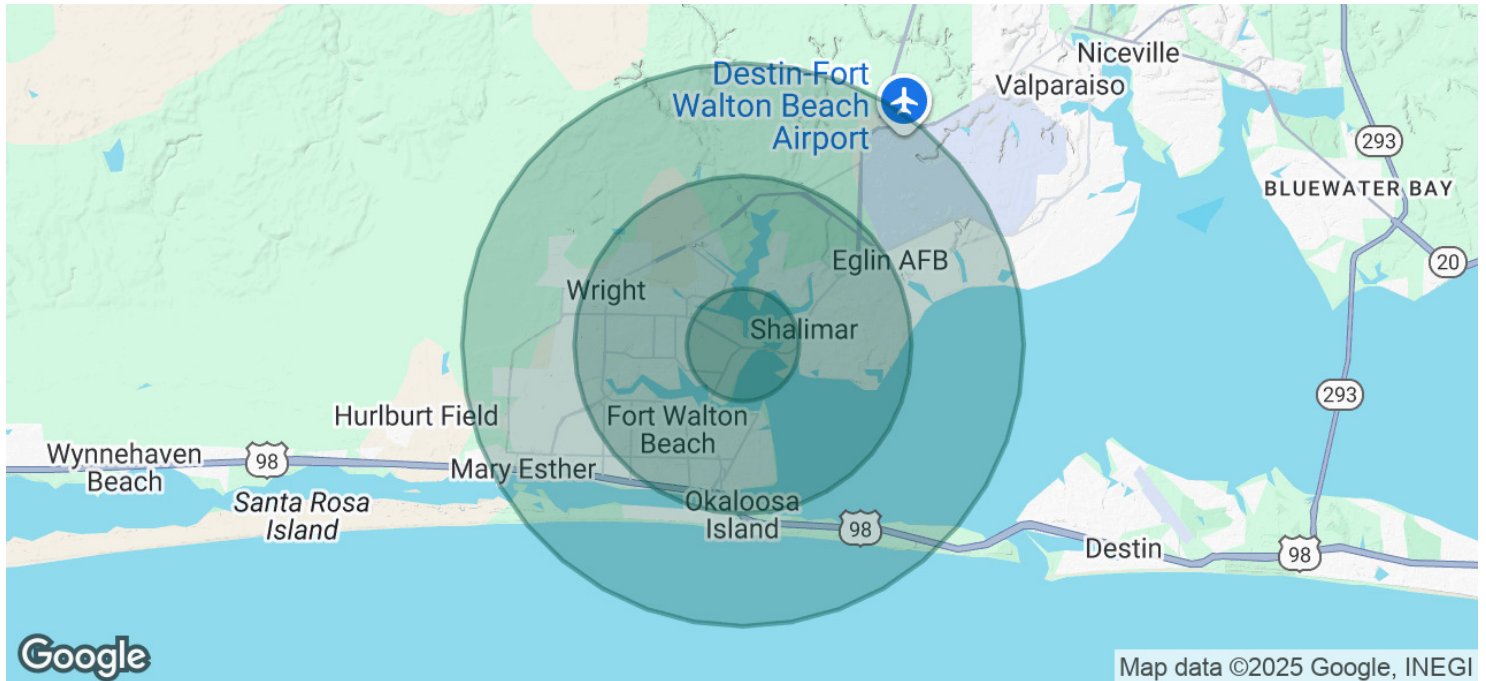 Niceville
Destin-Fort
Walton Beach
Airport
Valparaiso
293
BLUEWATER BAY
Eglin AFB
20
Wright
Shalimar
293
Hurlburt Field
Fort Walton
Beach
Wynnehaven
Beach
98
Mary Esther
Santa Rosa
Island
Okaloosa
Island
98
Destin
98
Google
Map data ©2025 Google, INEGI